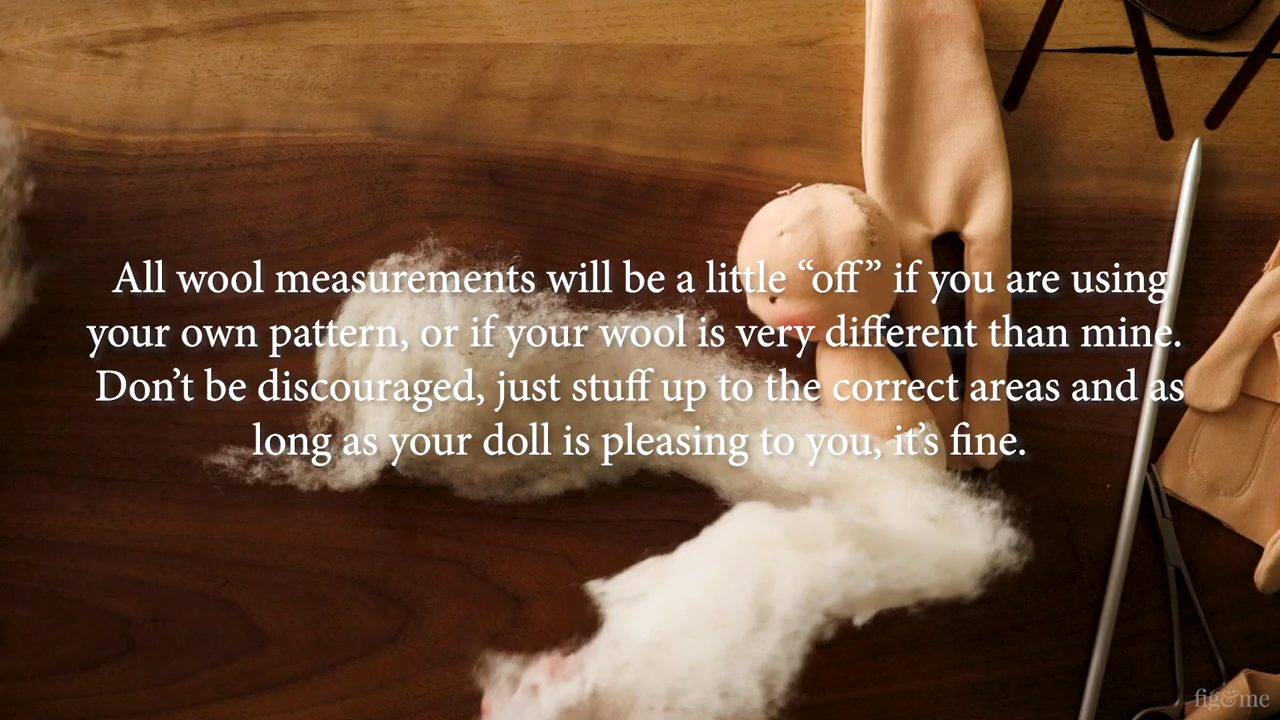 All wool measurements will be a little “off” if you are using
your own pattern, or if your wool is very different than mine.
Don’t be discouraged, just stuff up to the correct areas and as
long as your doll is pleasing to you, it’s fine.
fig&me